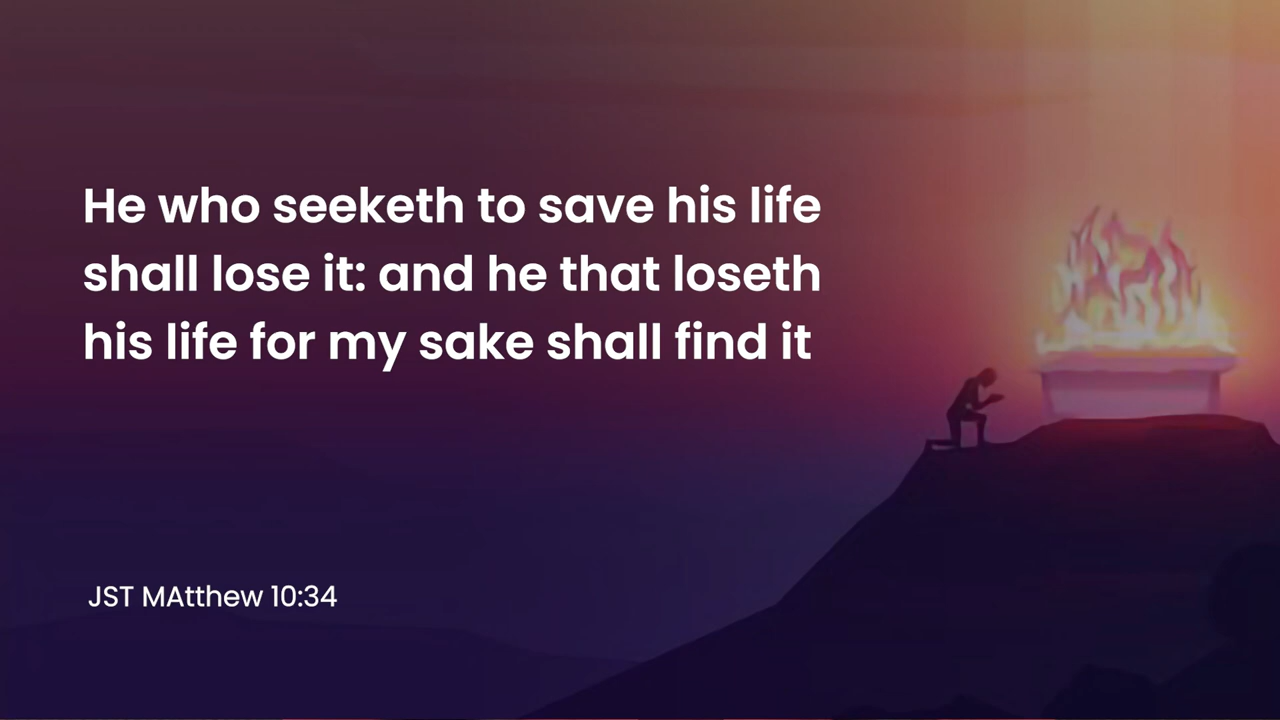 He who seeketh to save his life
shall lose it: and he that loseth
his life for my sake shall find it
JST MAtthew 10:34